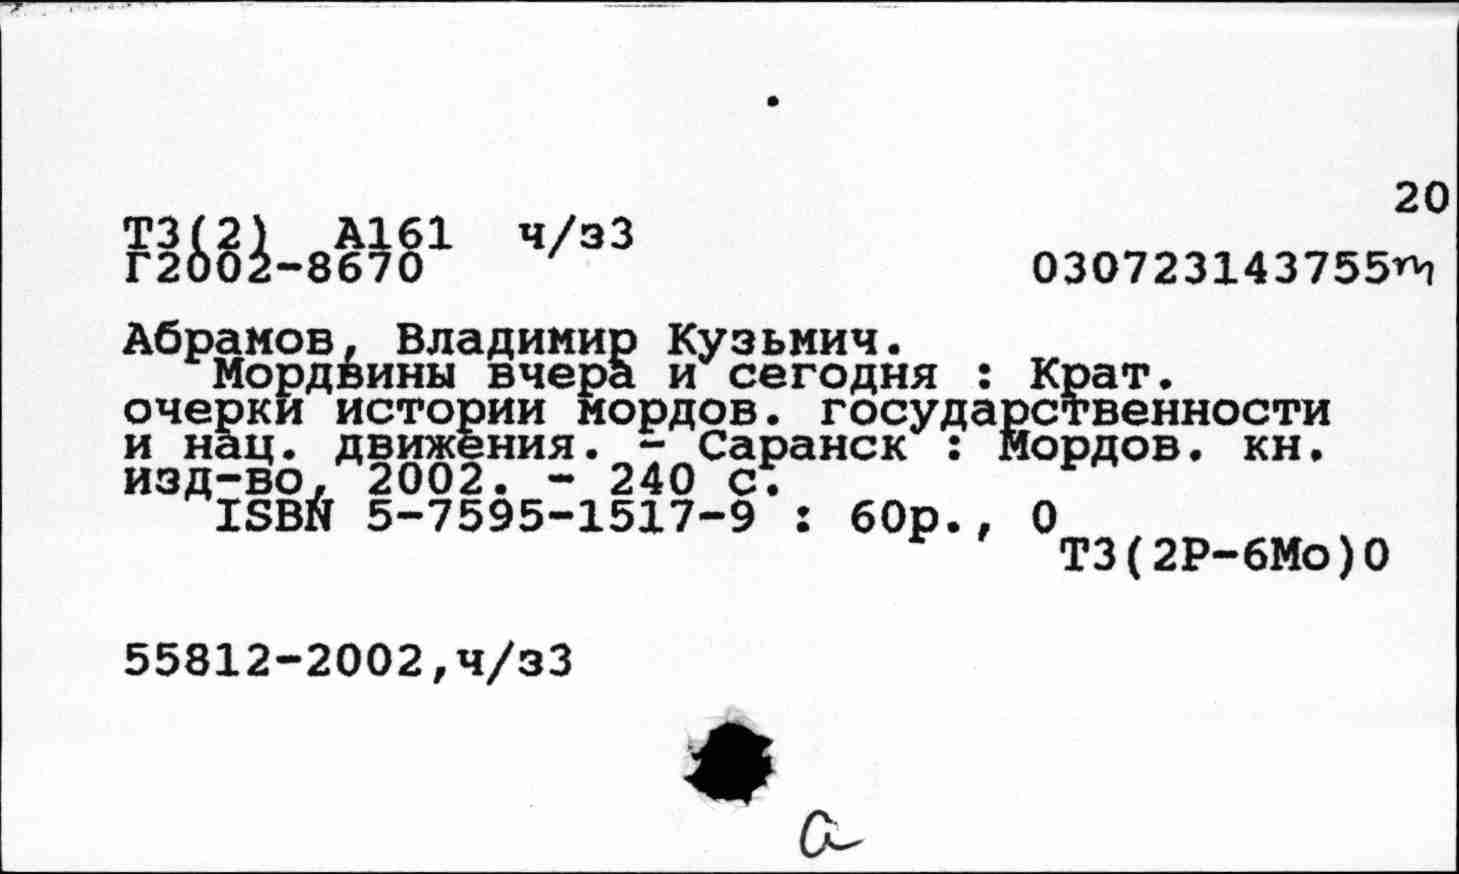 20
Т3(2) А161 ч/з3
Г2002-8670
030723143755
Абрамов, Владимир Кузьмич.
Мордвины вчера и сегодня : Крат.
очерки истории мордов. государственности
и нац. движения. - Саранск : Мордов. кн.
изд-во, 2002. - 240 с.
ISBN 5-7595-1517-9 : 60р., 0
Т3(2Р-6Мо)0
55812-2002,ч/з3
а